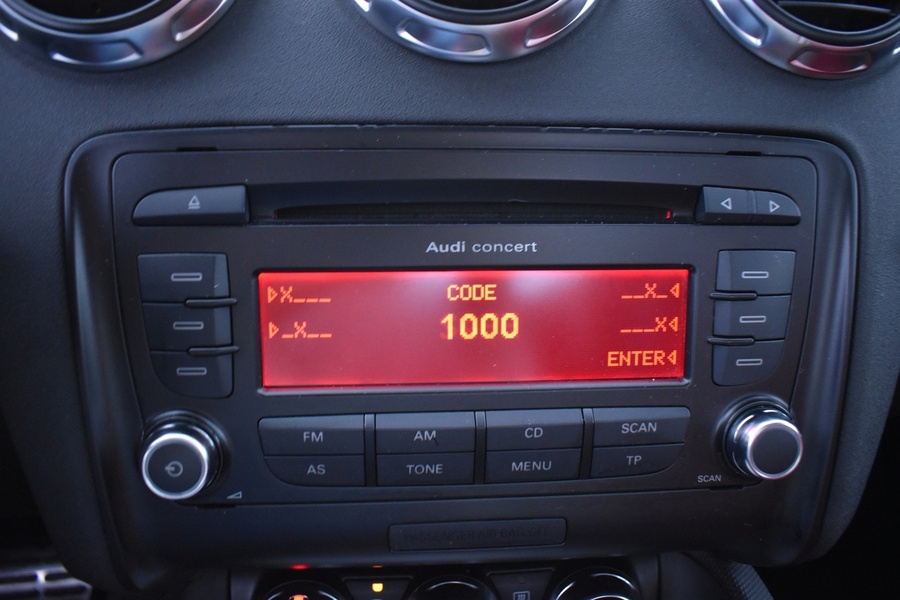 Audi concert
X___ CODE __X_
_X__ 1000 ___X
ENTER
FM AM CD SCAN
AS TONE MENU TP
SCAN